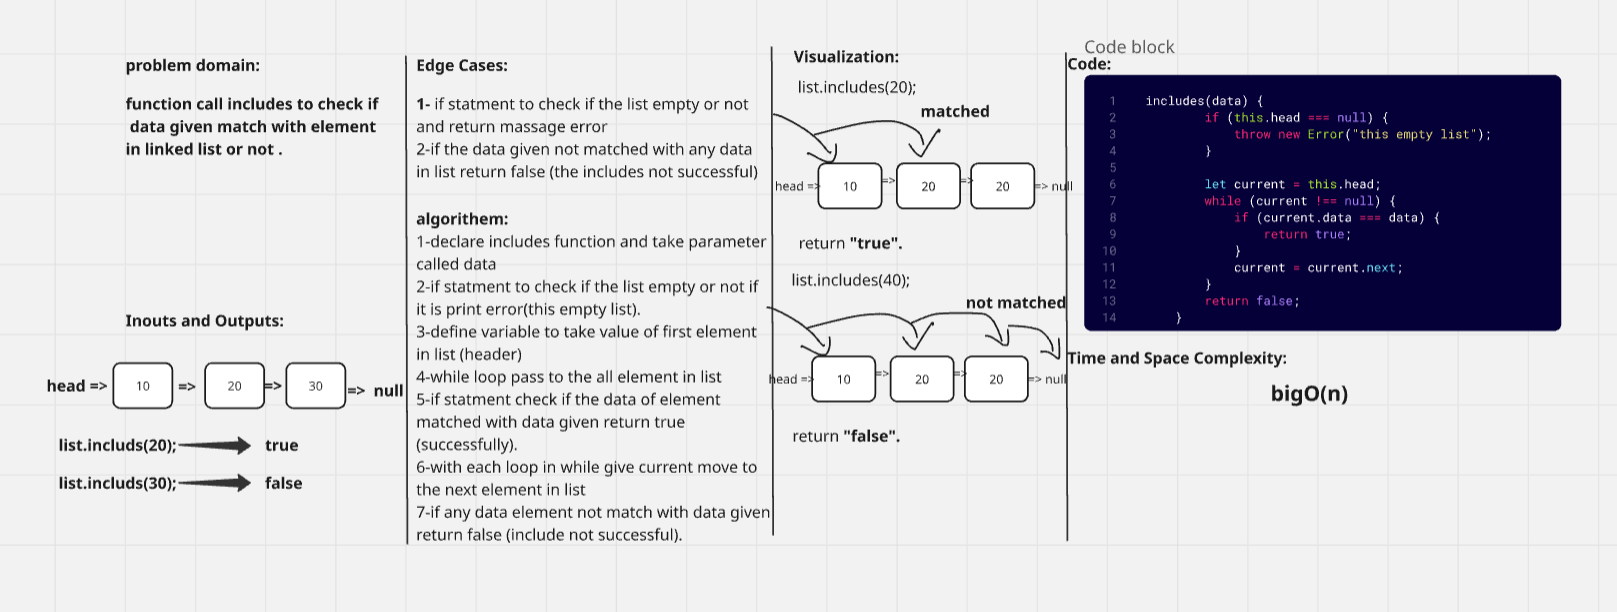 problem domain:
function call includes to check if
data given match with element
in linked list or not .
Inouts and Outputs:
head => 10 => 20 => 30 => null
list.includs(20); true
list.includs(30); false
Edge Cases:
1- if statment to check if the list empty or not
and return massage error
2-if the data given not matched with any data
in list return false (the includes not successful)
algorithem:
1-declare includes function and take parameter
called data
2-if statment to check if the list empty or not if
it is print error(this empty list).
3-define variable to take value of first element
in list (header)
4-while loop pass to the all element in list
5-if statment check if the data of element
matched with data given return true
(successfully).
6-with each loop in while give current move to
the next element in list
7-if any data element not match with data given
return false (include not successful).
Visualization:
list.includes(20);
matched
head => 10 => 20 => 20 => null
return "true".
list.includes(40);
not matched
head => 10 => 20 => 20 => null
return "false".
Code block
Code:
1 includes(data) {
2 if (this.head === null) {
3 throw new Error("this empty list");
4 }
5
6 let current = this.head;
7 while (current !== null) {
8 if (current.data === data) {
9 return true;
10 }
11 current = current.next;
12 }
13 return false;
14 }
Time and Space Complexity:
bigO(n)